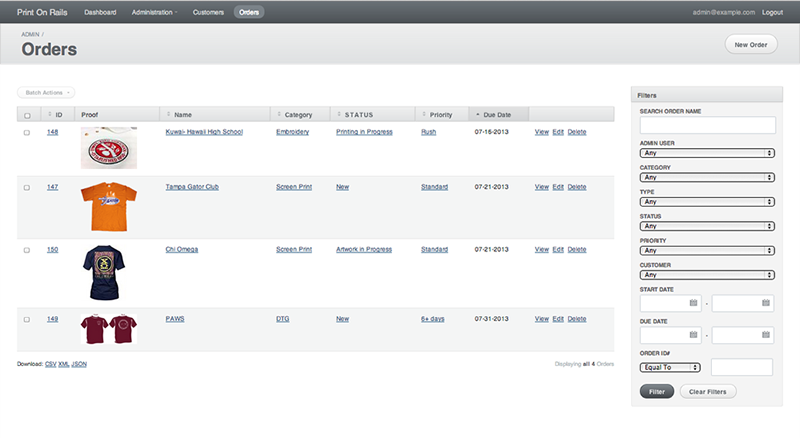 Print On Rails Dashboard Administration Customers Orders admin@example.com Logout
ADMIN /
Orders
New Order
Batch Actions
ID Proof Name Category STATUS Priority Due Date
148 Kuwai- Hawaii High School Embroidery Printing in Progress Rush 07-16-2013 View Edit Delete
147 Tampa Gator Club Screen Print New Standard 07-21-2013 View Edit Delete
150 Chi Omega Screen Print Artwork in Progress Standard 07-21-2013 View Edit Delete
149 PAWS DTG New 6+ days 07-31-2013 View Edit Delete
Download: CSV XML JSON
Displaying all 4 Orders
Filters
SEARCH ORDER NAME
ADMIN USER
Any
CATEGORY
Any
TYPE
Any
STATUS
Any
PRIORITY
Any
CUSTOMER
Any
START DATE
-
DUE DATE
-
ORDER ID#
Equal To
Filter Clear Filters